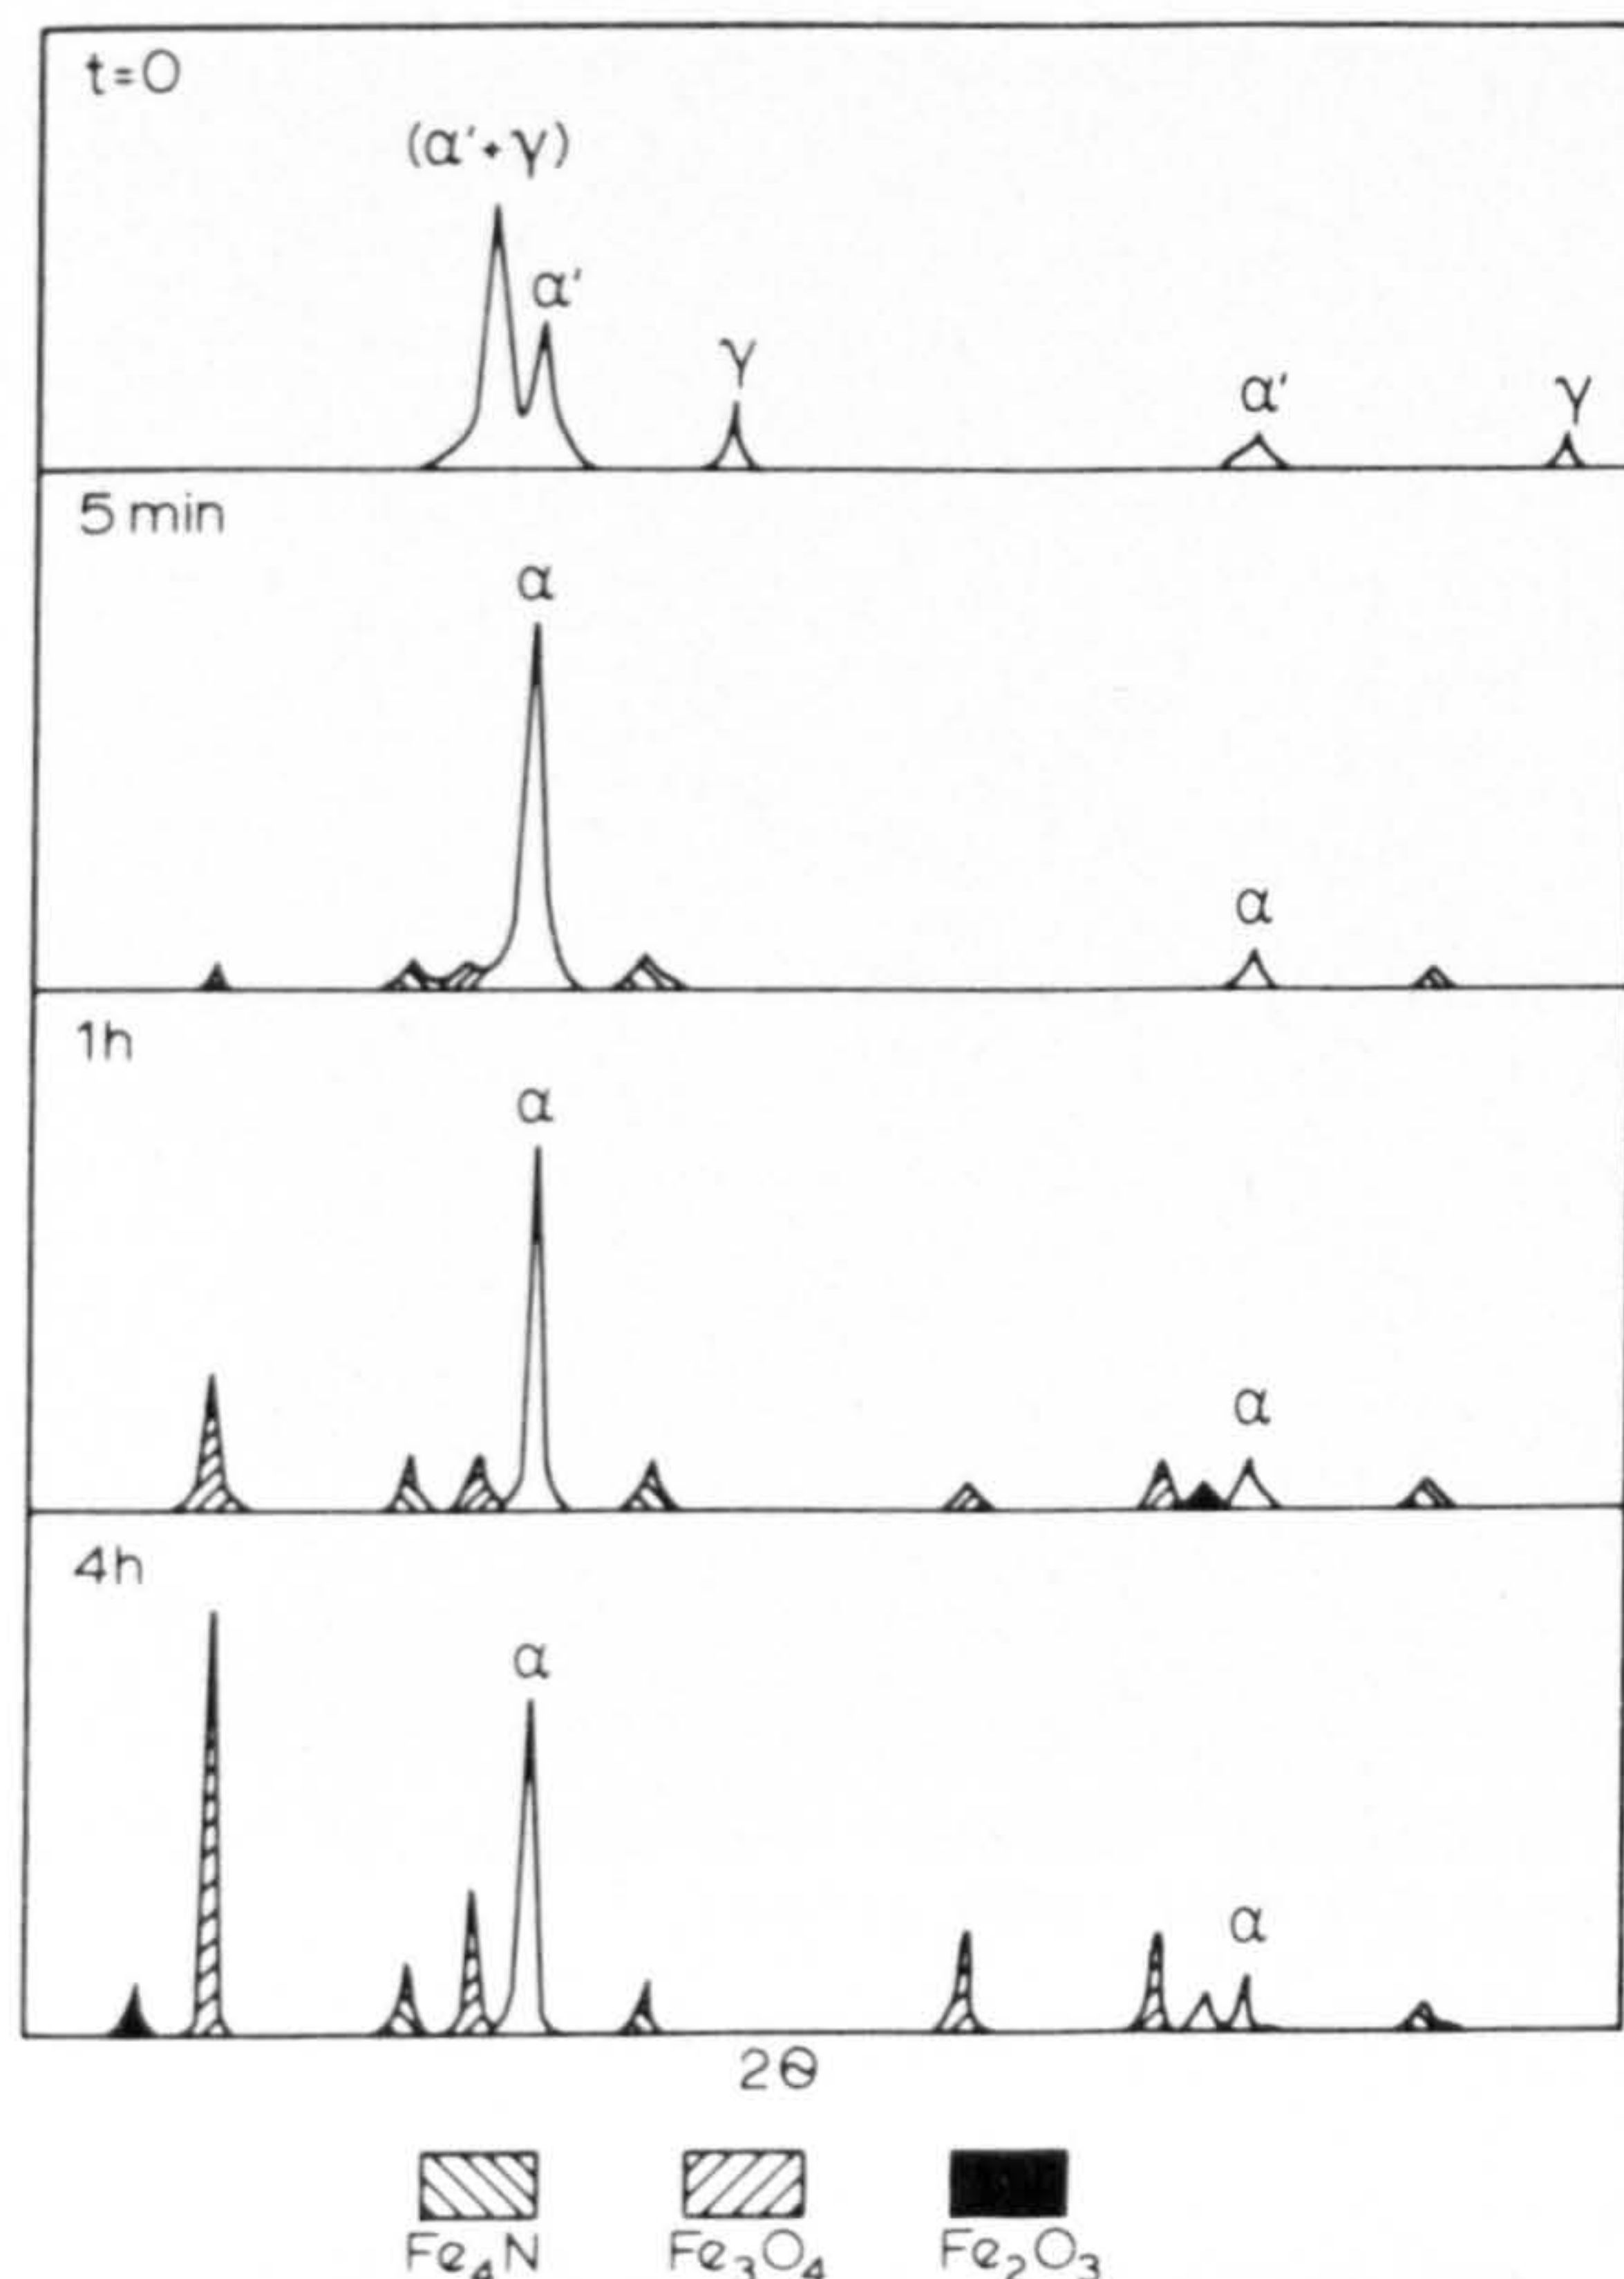 t=0
(α'+γ)
α'
γ
α'
γ
5 min
α
α
1h
α
α
4h
α
α
2Θ
Fe₄N Fe₃O₄ Fe₂O₃